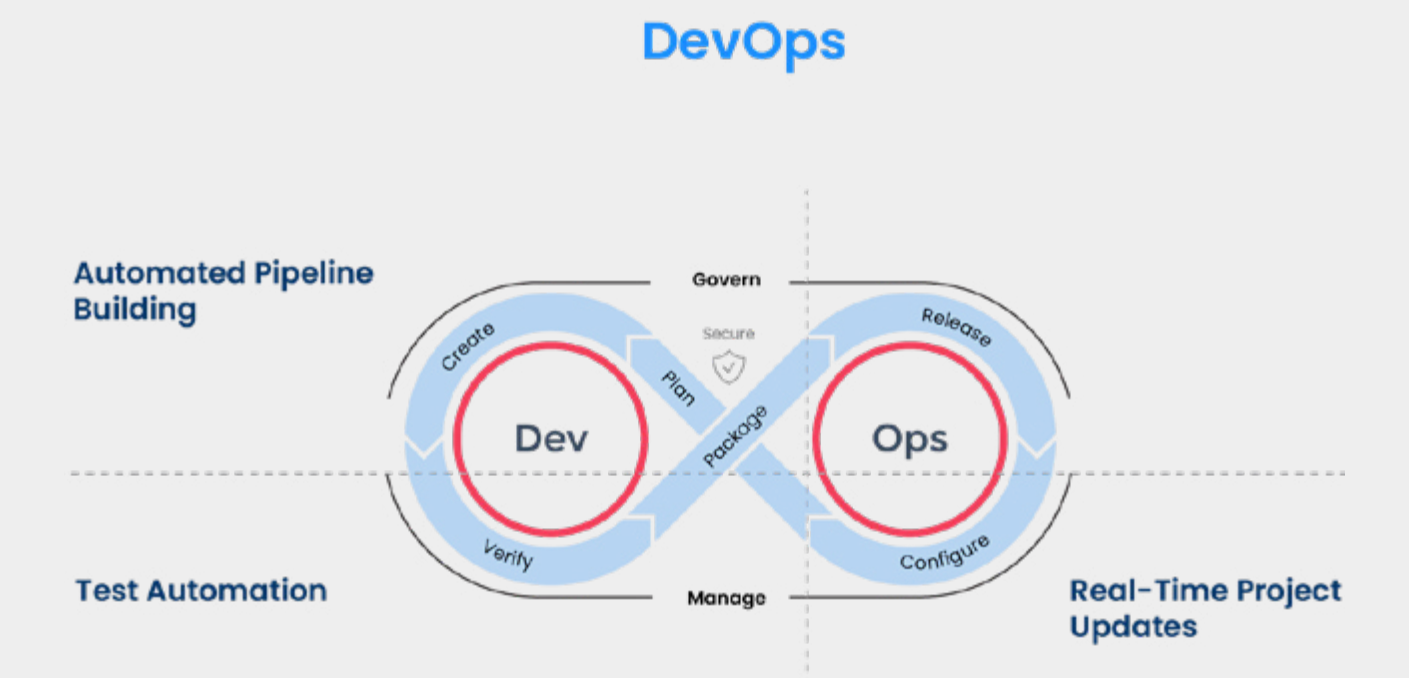 DevOps
Automated Pipeline
Building
Govern
Secure
Create
Release
Plan
Package
Dev
Ops
Verify
Configure
Test Automation
Manage
Real-Time Project
Updates